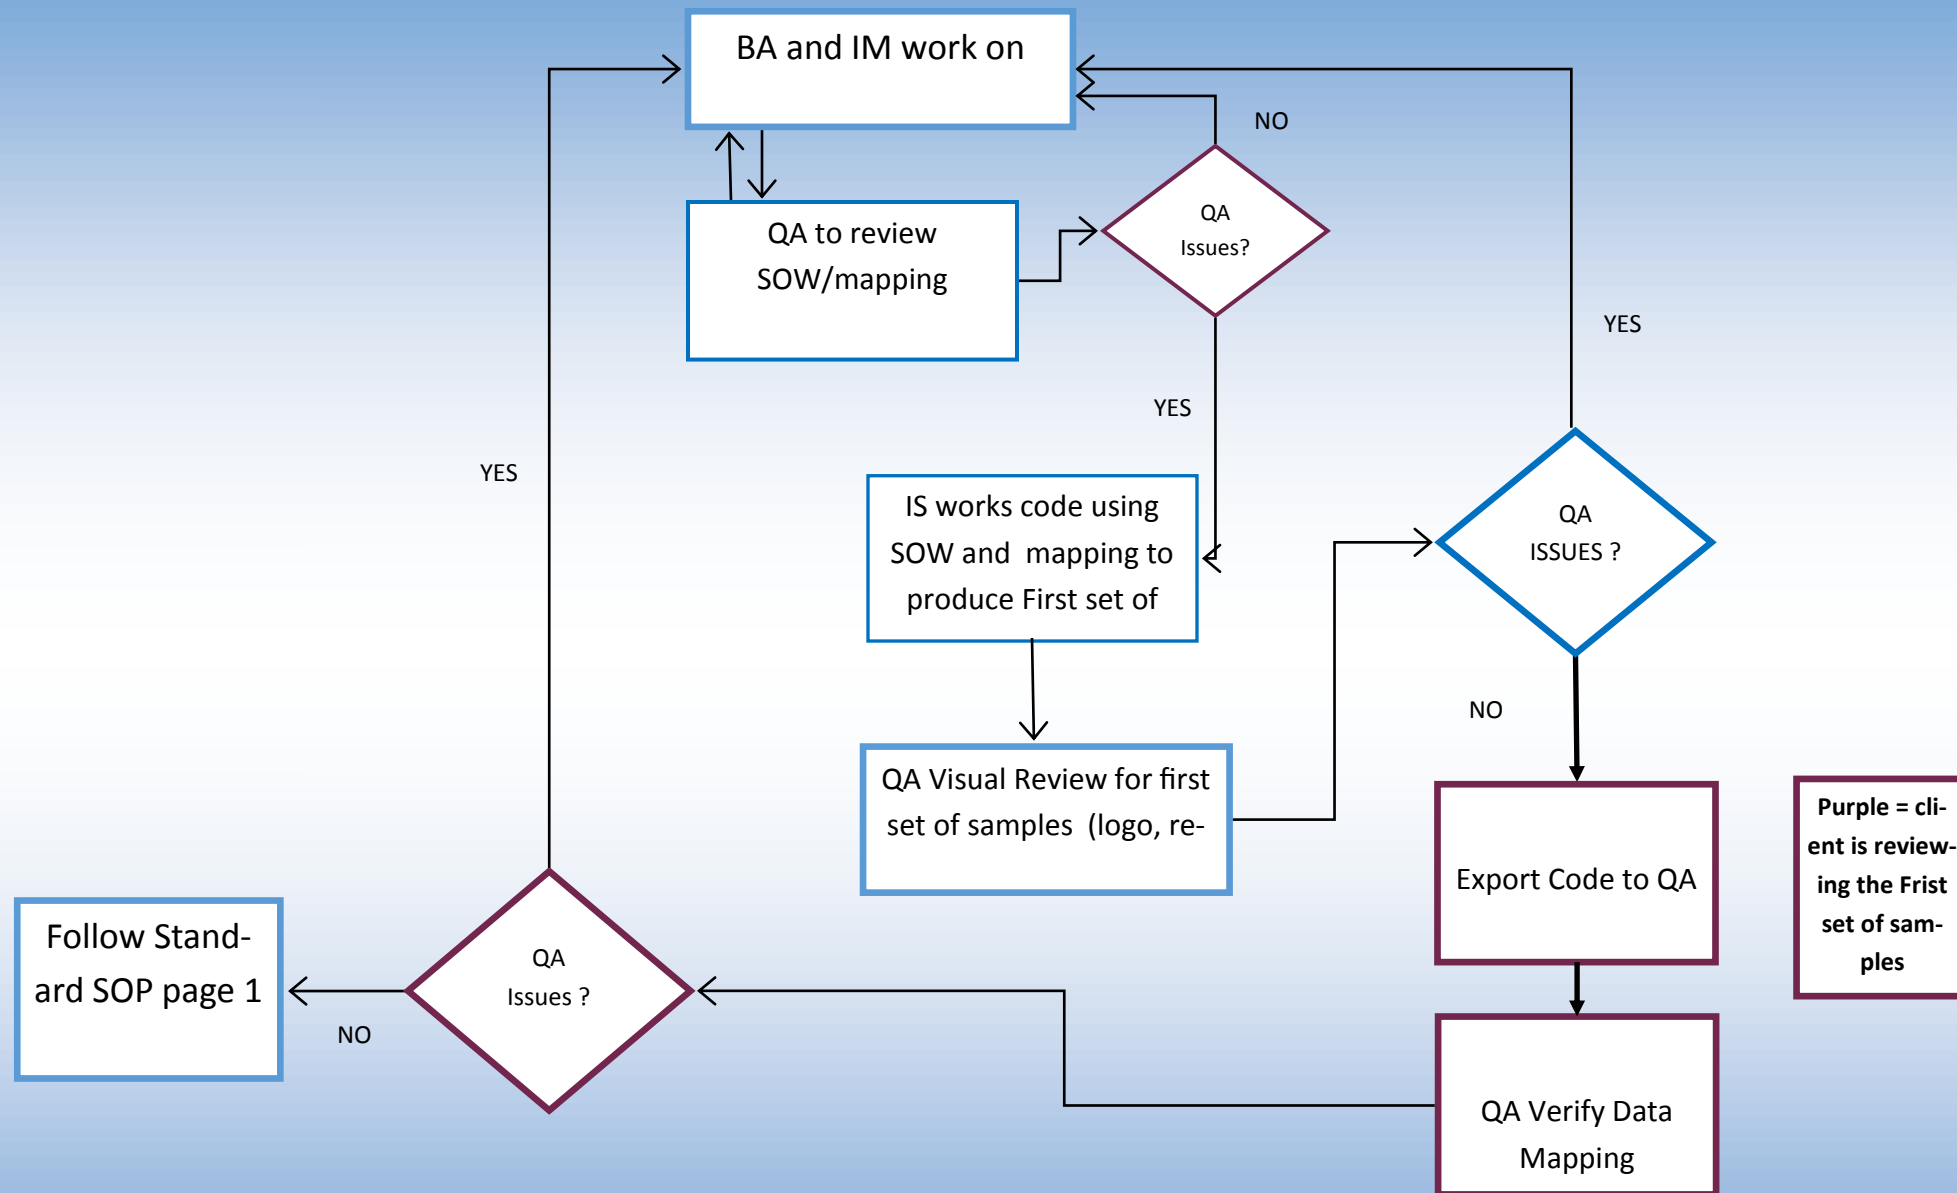 BA and IM work on
NO
QA
Issues?
QA to review
SOW/mapping
YES
YES
YES
IS works code using
SOW and mapping to
produce First set of
QA
ISSUES ?
NO
QA Visual Review for first
set of samples (logo, re-
Purple = cli-
ent is review-
ing the Frist
set of sam-
ples
Export Code to QA
Follow Stand-
ard SOP page 1
QA
Issues ?
NO
QA Verify Data
Mapping